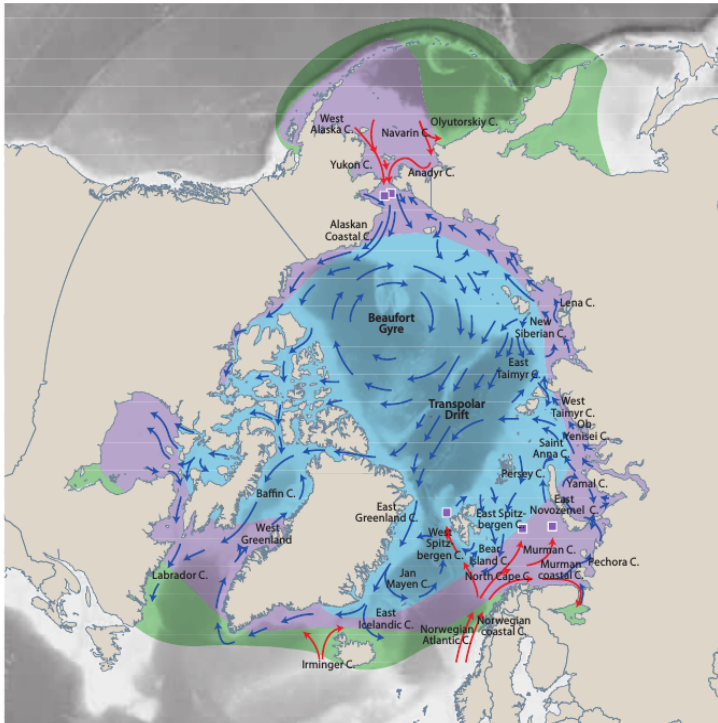 West
Alaska C.
Olyutorskiy C.
Navarin C.
Yukon C.
Anadyr C.
Alaskan
Coastal C.
Lena C.
Beaufort
Gyre
New
Siberian C.
East
Taimyr C.
Transpolar
Drift
West
Taimyr C.
Ob
Yenisei C.
Saint
Anna C.
Persey C.
Yamal C.
Baffin C.
East
Greenland C.
East
Novozemel C.
East Spitz-
bergen C.
West
Greenland
West
Spitz
bergen C.
Bear
Island C.
Murman C.
Pechora C.
Murman
coastal C.
Labrador C.
Jan
Mayen C.
North Cape C.
East
Icelandic C.
Norwegian
Atlantic C.
Norwegian
coastal C.
Irminger C.